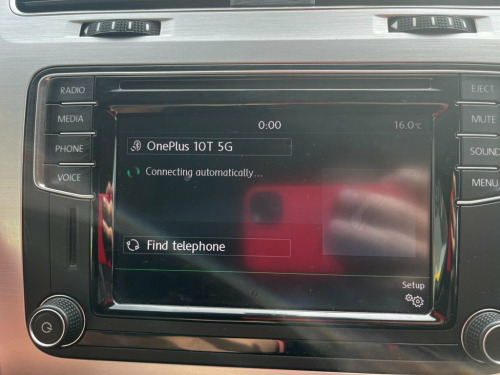 RADIO
MEDIA
PHONE
VOICE
0:00
16.0°C
OnePlus 10T 5G
Connecting automatically...
Find telephone
Setup
EJECT
MUTE
SOUND
MENU